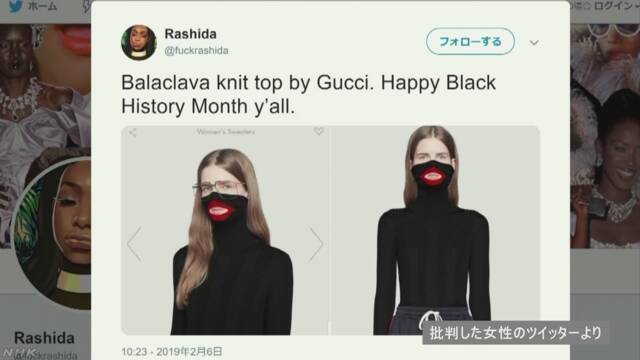 ホーム
ログイン
Rashida
@fuckrashida
フォローする
Balaclava knit top by Gucci. Happy Black
History Month y'all.
Women's Sweaters
Rashida
@fuckrashida
NHK
批判した女性のツイッターより
10:23 - 2019年2月6日